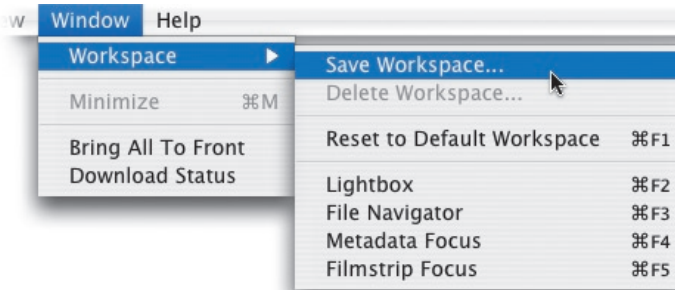 w Window Help
Workspace
Minimize ⌘M
Bring All To Front
Download Status
Save Workspace...
Delete Workspace...
Reset to Default Workspace ⌘F1
Lightbox ⌘F2
File Navigator ⌘F3
Metadata Focus ⌘F4
Filmstrip Focus ⌘F5